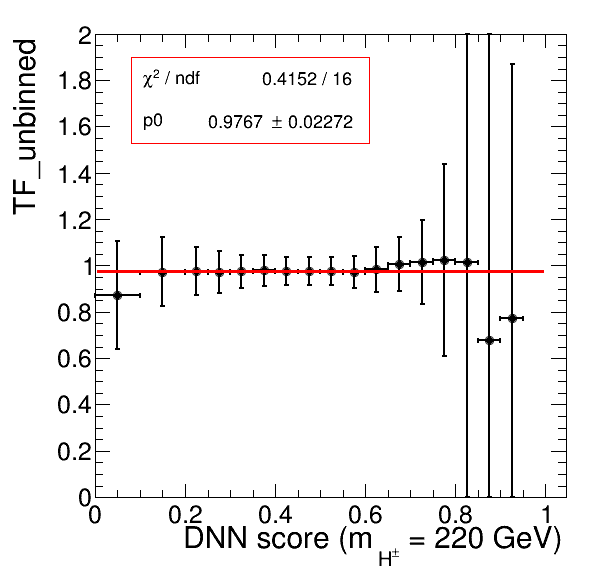 TF_unbinned
2
1.8
1.6
1.4
1.2
1
0.8
0.6
0.4
0.2
0
χ² / ndf 0.4152 / 16
p0 0.9767 ± 0.02272
0 0.2 0.4 0.6 0.8 1
DNN score (m_H± = 220 GeV)